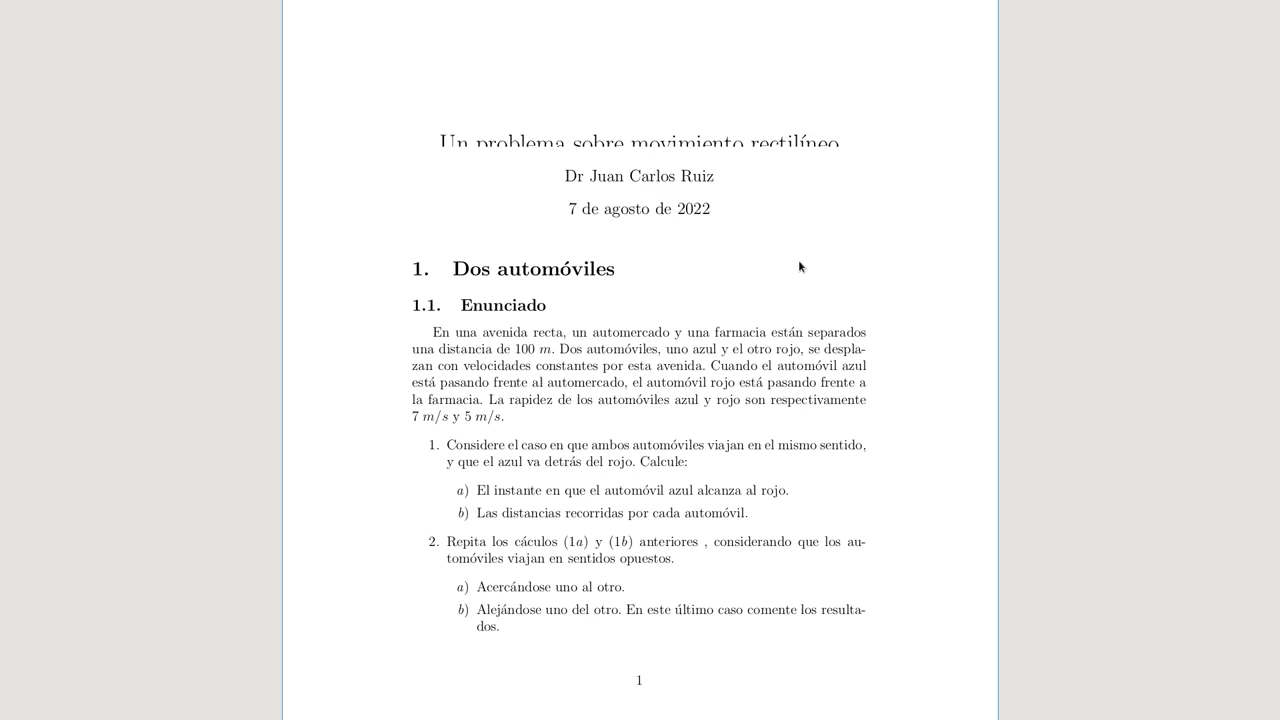 Un problema sobre movimiento rectilíneo
Dr Juan Carlos Ruiz
7 de agosto de 2022
1. Dos automóviles
1.1. Enunciado
En una avenida recta, un automercado y una farmacia están separados
una distancia de 100 m. Dos automóviles, uno azul y el otro rojo, se despla-
zan con velocidades constantes por esta avenida. Cuando el automóvil azul
está pasando frente al automercado, el automóvil rojo está pasando frente a
la farmacia. La rapidez de los automóviles azul y rojo son respectivamente
7 m/s y 5 m/s.
1. Considere el caso en que ambos automóviles viajan en el mismo sentido,
y que el azul va detrás del rojo. Calcule:
a) El instante en que el automóvil azul alcanza al rojo.
b) Las distancias recorridas por cada automóvil.
2. Repita los cáculos (1a) y (1b) anteriores , considerando que los au-
tomóviles viajan en sentidos opuestos.
a) Acercándose uno al otro.
b) Alejándose uno del otro. En este último caso comente los resulta-
dos.
1